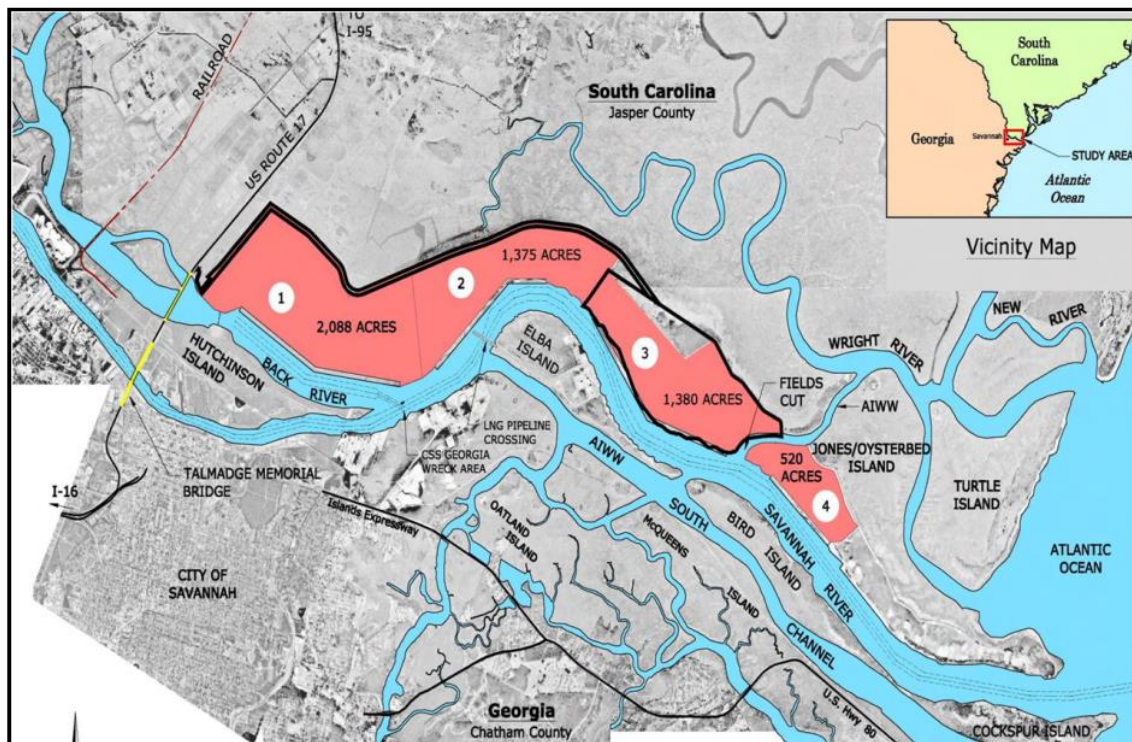 TO
I-95
RAILROAD
US ROUTE 17
South Carolina
Jasper County
South
Carolina
Georgia
Savannah
STUDY AREA
Atlantic
Ocean
Vicinity Map
1
2,088 ACRES
2
1,375 ACRES
3
1,380 ACRES
520
ACRES
4
HUTCHINSON
ISLAND
BACK
RIVER
ELBA
ISLAND
FIELDS
CUT
WRIGHT RIVER
NEW
RIVER
AIWW
JONES/OYSTERBED
ISLAND
TURTLE
ISLAND
ATLANTIC
OCEAN
LNG PIPELINE
CROSSING
CSS GEORGIA
WRECK AREA
TALMADGE MEMORIAL
BRIDGE
I-16
Islands Expressway
CITY OF
SAVANNAH
OATLAND
ISLAND
AIWW
SOUTH
CHANNEL
McQUEENS
ISLAND
BIRD
ISLAND
SAVANNAH
RIVER
U.S. Hwy 80
Georgia
Chatham County
COCKSPUR ISLAND